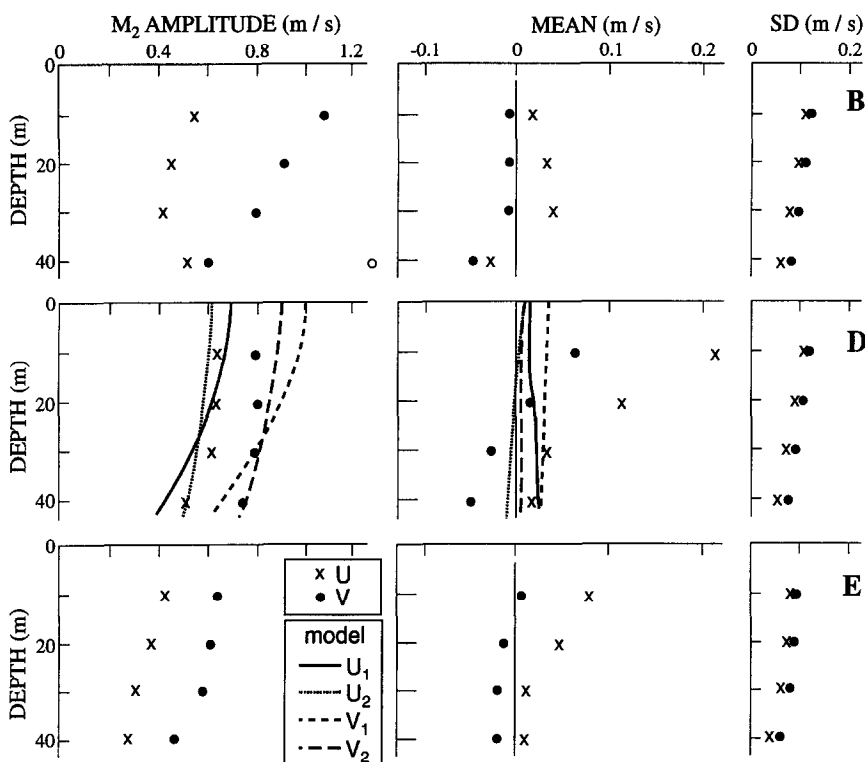 M2 AMPLITUDE (m / s) MEAN (m / s) SD (m / s)
0 0.4 0.8 1.2 -0.1 0 0.1 0.2 0 0.2
0
20
40
DEPTH (m)
B
0
20
40
DEPTH (m)
D
0
20
40
DEPTH (m)
E
x U
● V
model
U1
U2
V1
V2